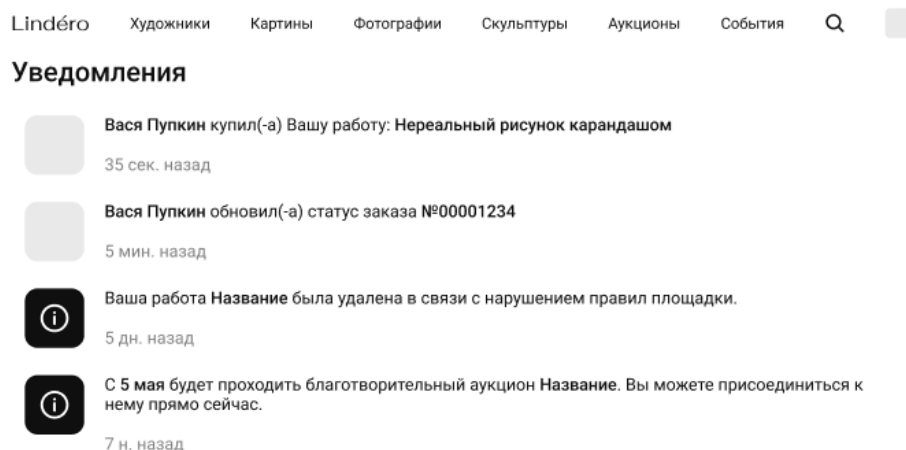 Lindéro Художники Картины Фотографии Скульптуры Аукционы События
Уведомления
Вася Пупкин купил(-а) Вашу работу: Нереальный рисунок карандашом
35 сек. назад
Вася Пупкин обновил(-а) статус заказа №00001234
5 мин. назад
Ваша работа Название была удалена в связи с нарушением правил площадки.
5 дн. назад
С 5 мая будет проходить благотворительный аукцион Название. Вы можете присоединиться к
нему прямо сейчас.
7 н. назад